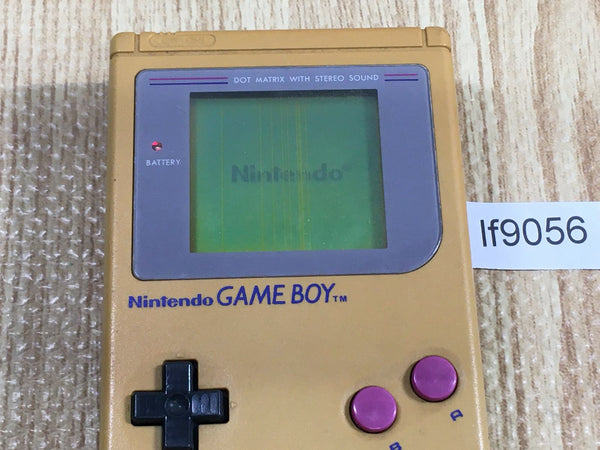 DOT MATRIX WITH STEREO SOUND
BATTERY
Nintendo®
lf9056
Nintendo GAME BOY™
A
B